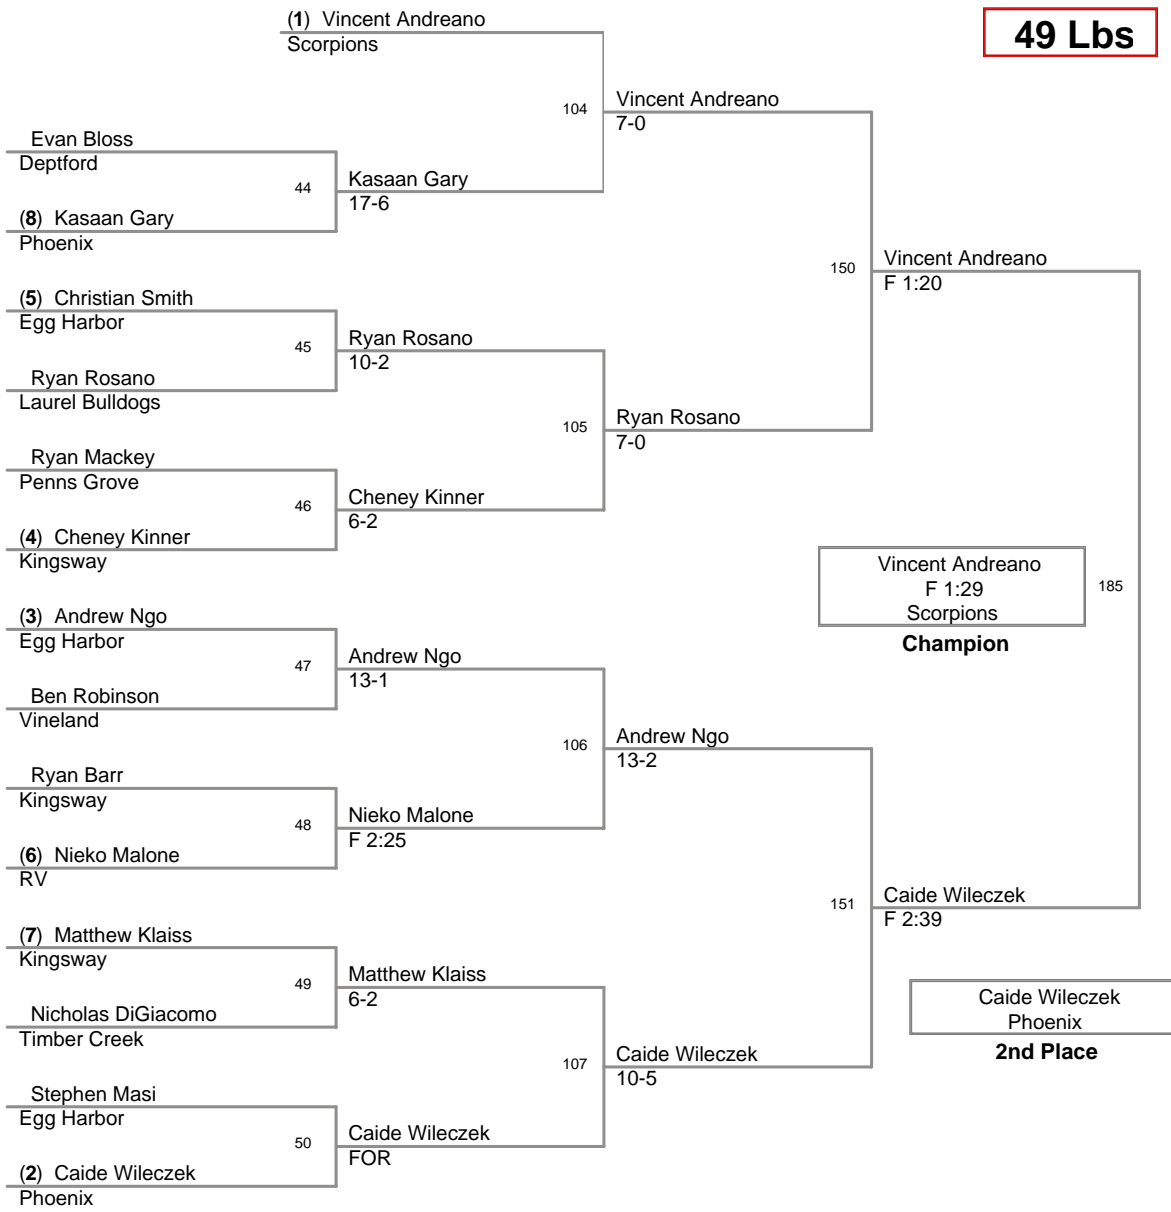 (1) Vincent Andreano
Scorpions
49 Lbs
104
Vincent Andreano
7-0
Evan Bloss
Deptford
44
Kasaan Gary
17-6
(8) Kasaan Gary
Phoenix
150
Vincent Andreano
F 1:20
(5) Christian Smith
Egg Harbor
45
Ryan Rosano
10-2
Ryan Rosano
Laurel Bulldogs
105
Ryan Rosano
7-0
Ryan Mackey
Penns Grove
46
Cheney Kinner
6-2
(4) Cheney Kinner
Kingsway
Vincent Andreano
F 1:29
Scorpions
Champion
185
(3) Andrew Ngo
Egg Harbor
47
Andrew Ngo
13-1
Ben Robinson
Vineland
106
Andrew Ngo
13-2
Ryan Barr
Kingsway
48
Nieko Malone
F 2:25
(6) Nieko Malone
RV
151
Caide Wileczek
F 2:39
(7) Matthew Klaiss
Kingsway
49
Matthew Klaiss
6-2
Nicholas DiGiacomo
Timber Creek
Caide Wileczek
Phoenix
2nd Place
107
Caide Wileczek
10-5
Stephen Masi
Egg Harbor
50
Caide Wileczek
FOR
(2) Caide Wileczek
Phoenix